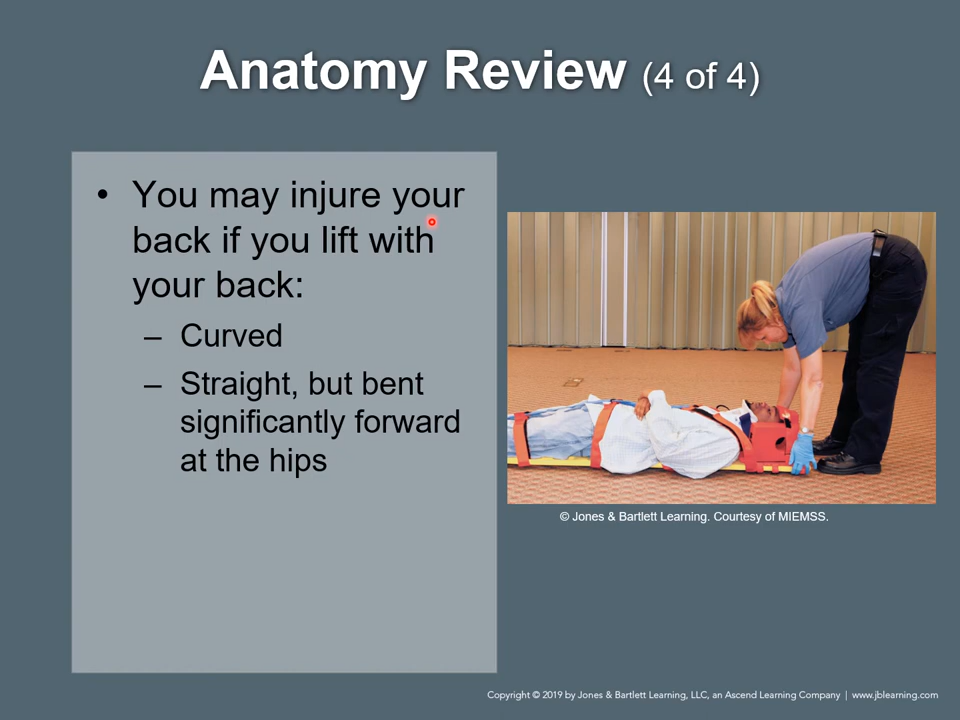 Anatomy Review (4 of 4)
• You may injure your
back if you lift with
your back:
– Curved
– Straight, but bent
significantly forward
at the hips
© Jones & Bartlett Learning. Courtesy of MIEMSS.
Copyright © 2019 by Jones & Bartlett Learning, LLC, an Ascend Learning Company | www.jblearning.com